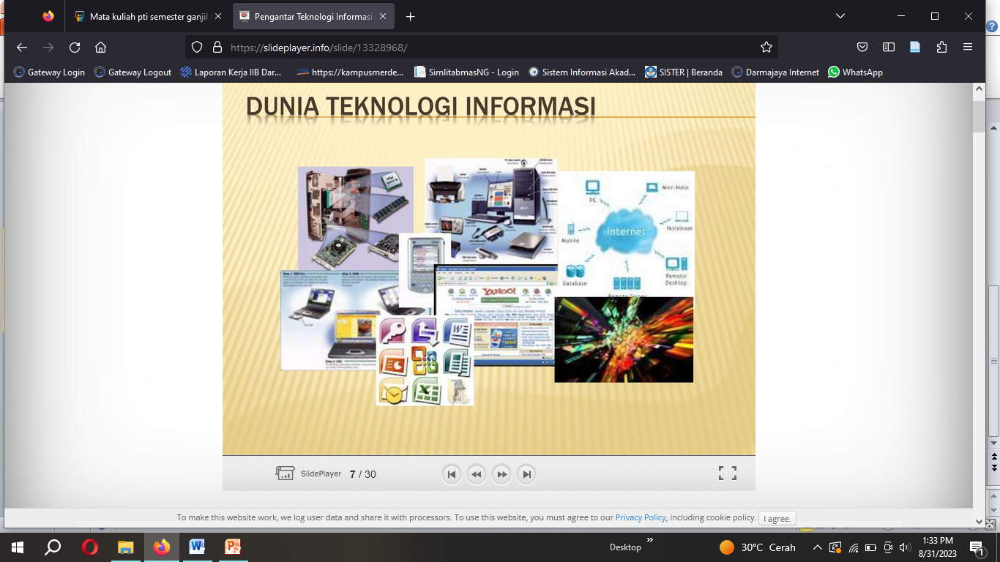 Mata kuliah pti semester ganjil
Pengantar Teknologi Informasi
https://slideplayer.info/slide/13328968/
Gateway Login
Gateway Logout
Laporan Kerja IIB Dar...
https://kampusmerde...
SimlitabmasNG - Login
Sistem Informasi Akad...
SISTER | Beranda
Darmajaya Internet
WhatsApp
DUNIA TEKNOLOGI INFORMASI
PC
Mini-Note
Internet
Notebook
Mobile
Database
Remote
Desktop
Remote Server
YAHOO!
SlidePlayer
7 / 30
To make this website work, we log user data and share it with processors. To use this website, you must agree to our Privacy Policy, including cookie policy.
I agree.
Desktop
30°C Cerah
1:33 PM
8/31/2023
1